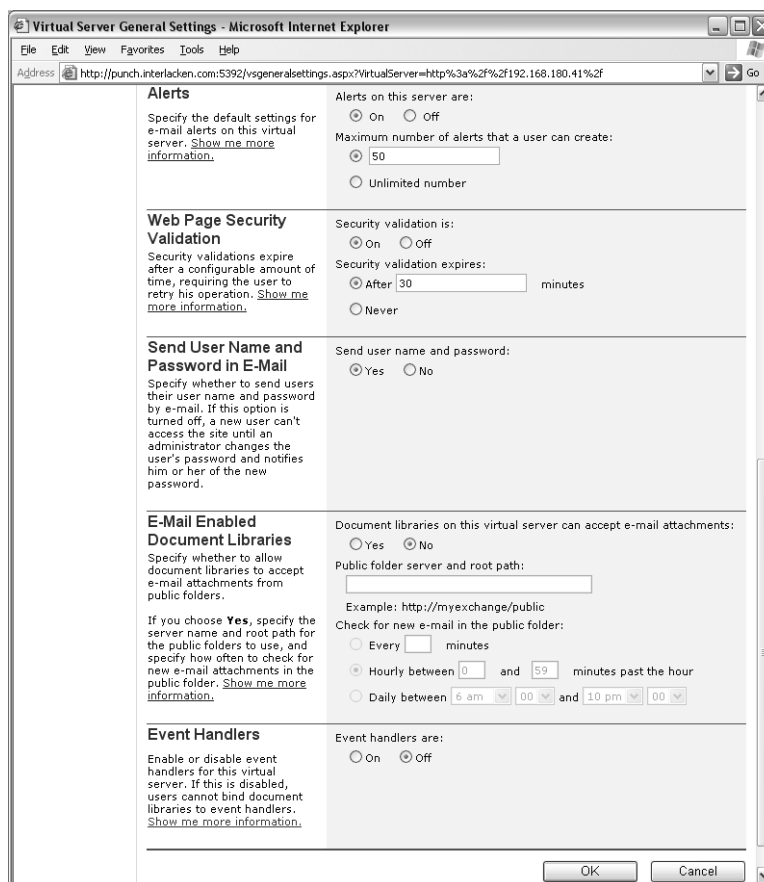 Virtual Server General Settings - Microsoft Internet Explorer
File Edit View Favorites Tools Help
Address http://punch.interlacken.com:5392/vsgeneralsettings.aspx?VirtualServer=http%3a%2f%2f192.168.180.41%2f Go
Alerts
Specify the default settings for
e-mail alerts on this virtual
server. Show me more
information.
Alerts on this server are:
On Off
Maximum number of alerts that a user can create:
50
Unlimited number
Web Page Security
Validation
Security validations expire
after a configurable amount of
time, requiring the user to
retry his operation. Show me
more information.
Security validation is:
On Off
Security validation expires:
After 30 minutes
Never
Send User Name and
Password in E-Mail
Specify whether to send users
their user name and password
by e-mail. If this option is
turned off, a new user can't
access the site until an
administrator changes the
user's password and notifies
him or her of the new
password.
Send user name and password:
Yes No
E-Mail Enabled
Document Libraries
Specify whether to allow
document libraries to accept
e-mail attachments from
public folders.
If you choose Yes, specify the
server name and root path for
the public folders to use, and
specify how often to check for
new e-mail attachments in the
public folder. Show me more
information.
Document libraries on this virtual server can accept e-mail attachments:
Yes No
Public folder server and root path:
Example: http://myexchange/public
Check for new e-mail in the public folder:
Every minutes
Hourly between 0 and 59 minutes past the hour
Daily between 6 am 00 and 10 pm 00
Event Handlers
Enable or disable event
handlers for this virtual
server. If this is disabled,
users cannot bind document
libraries to event handlers.
Show me more information.
Event handlers are:
On Off
OK Cancel